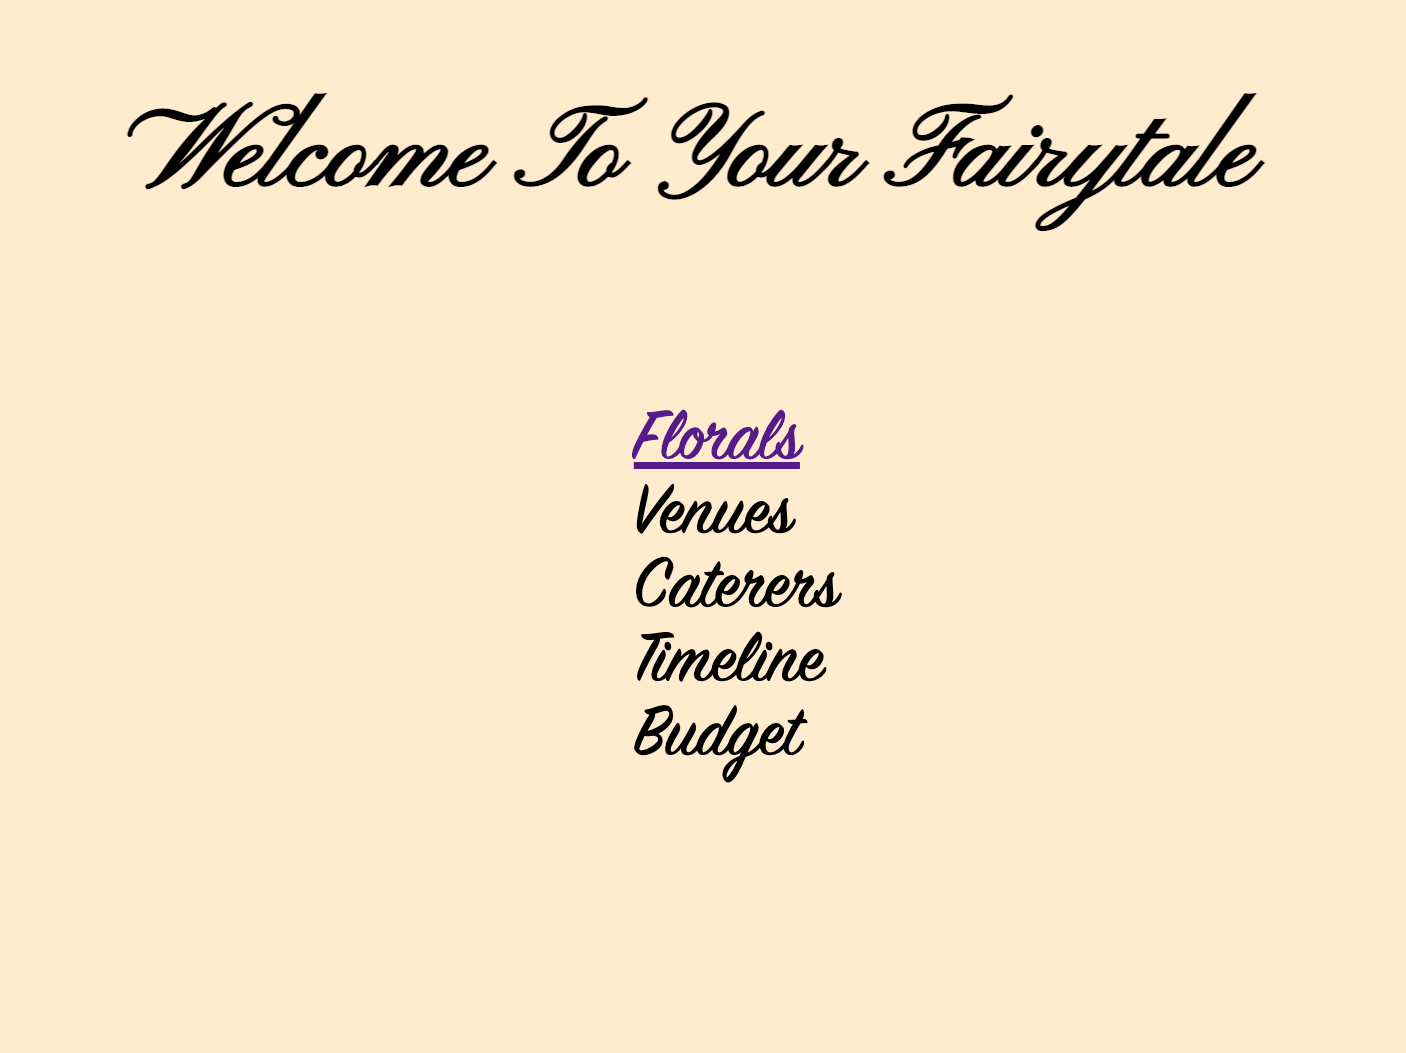 Welcome To Your Fairytale
Florals
Venues
Caterers
Timeline
Budget